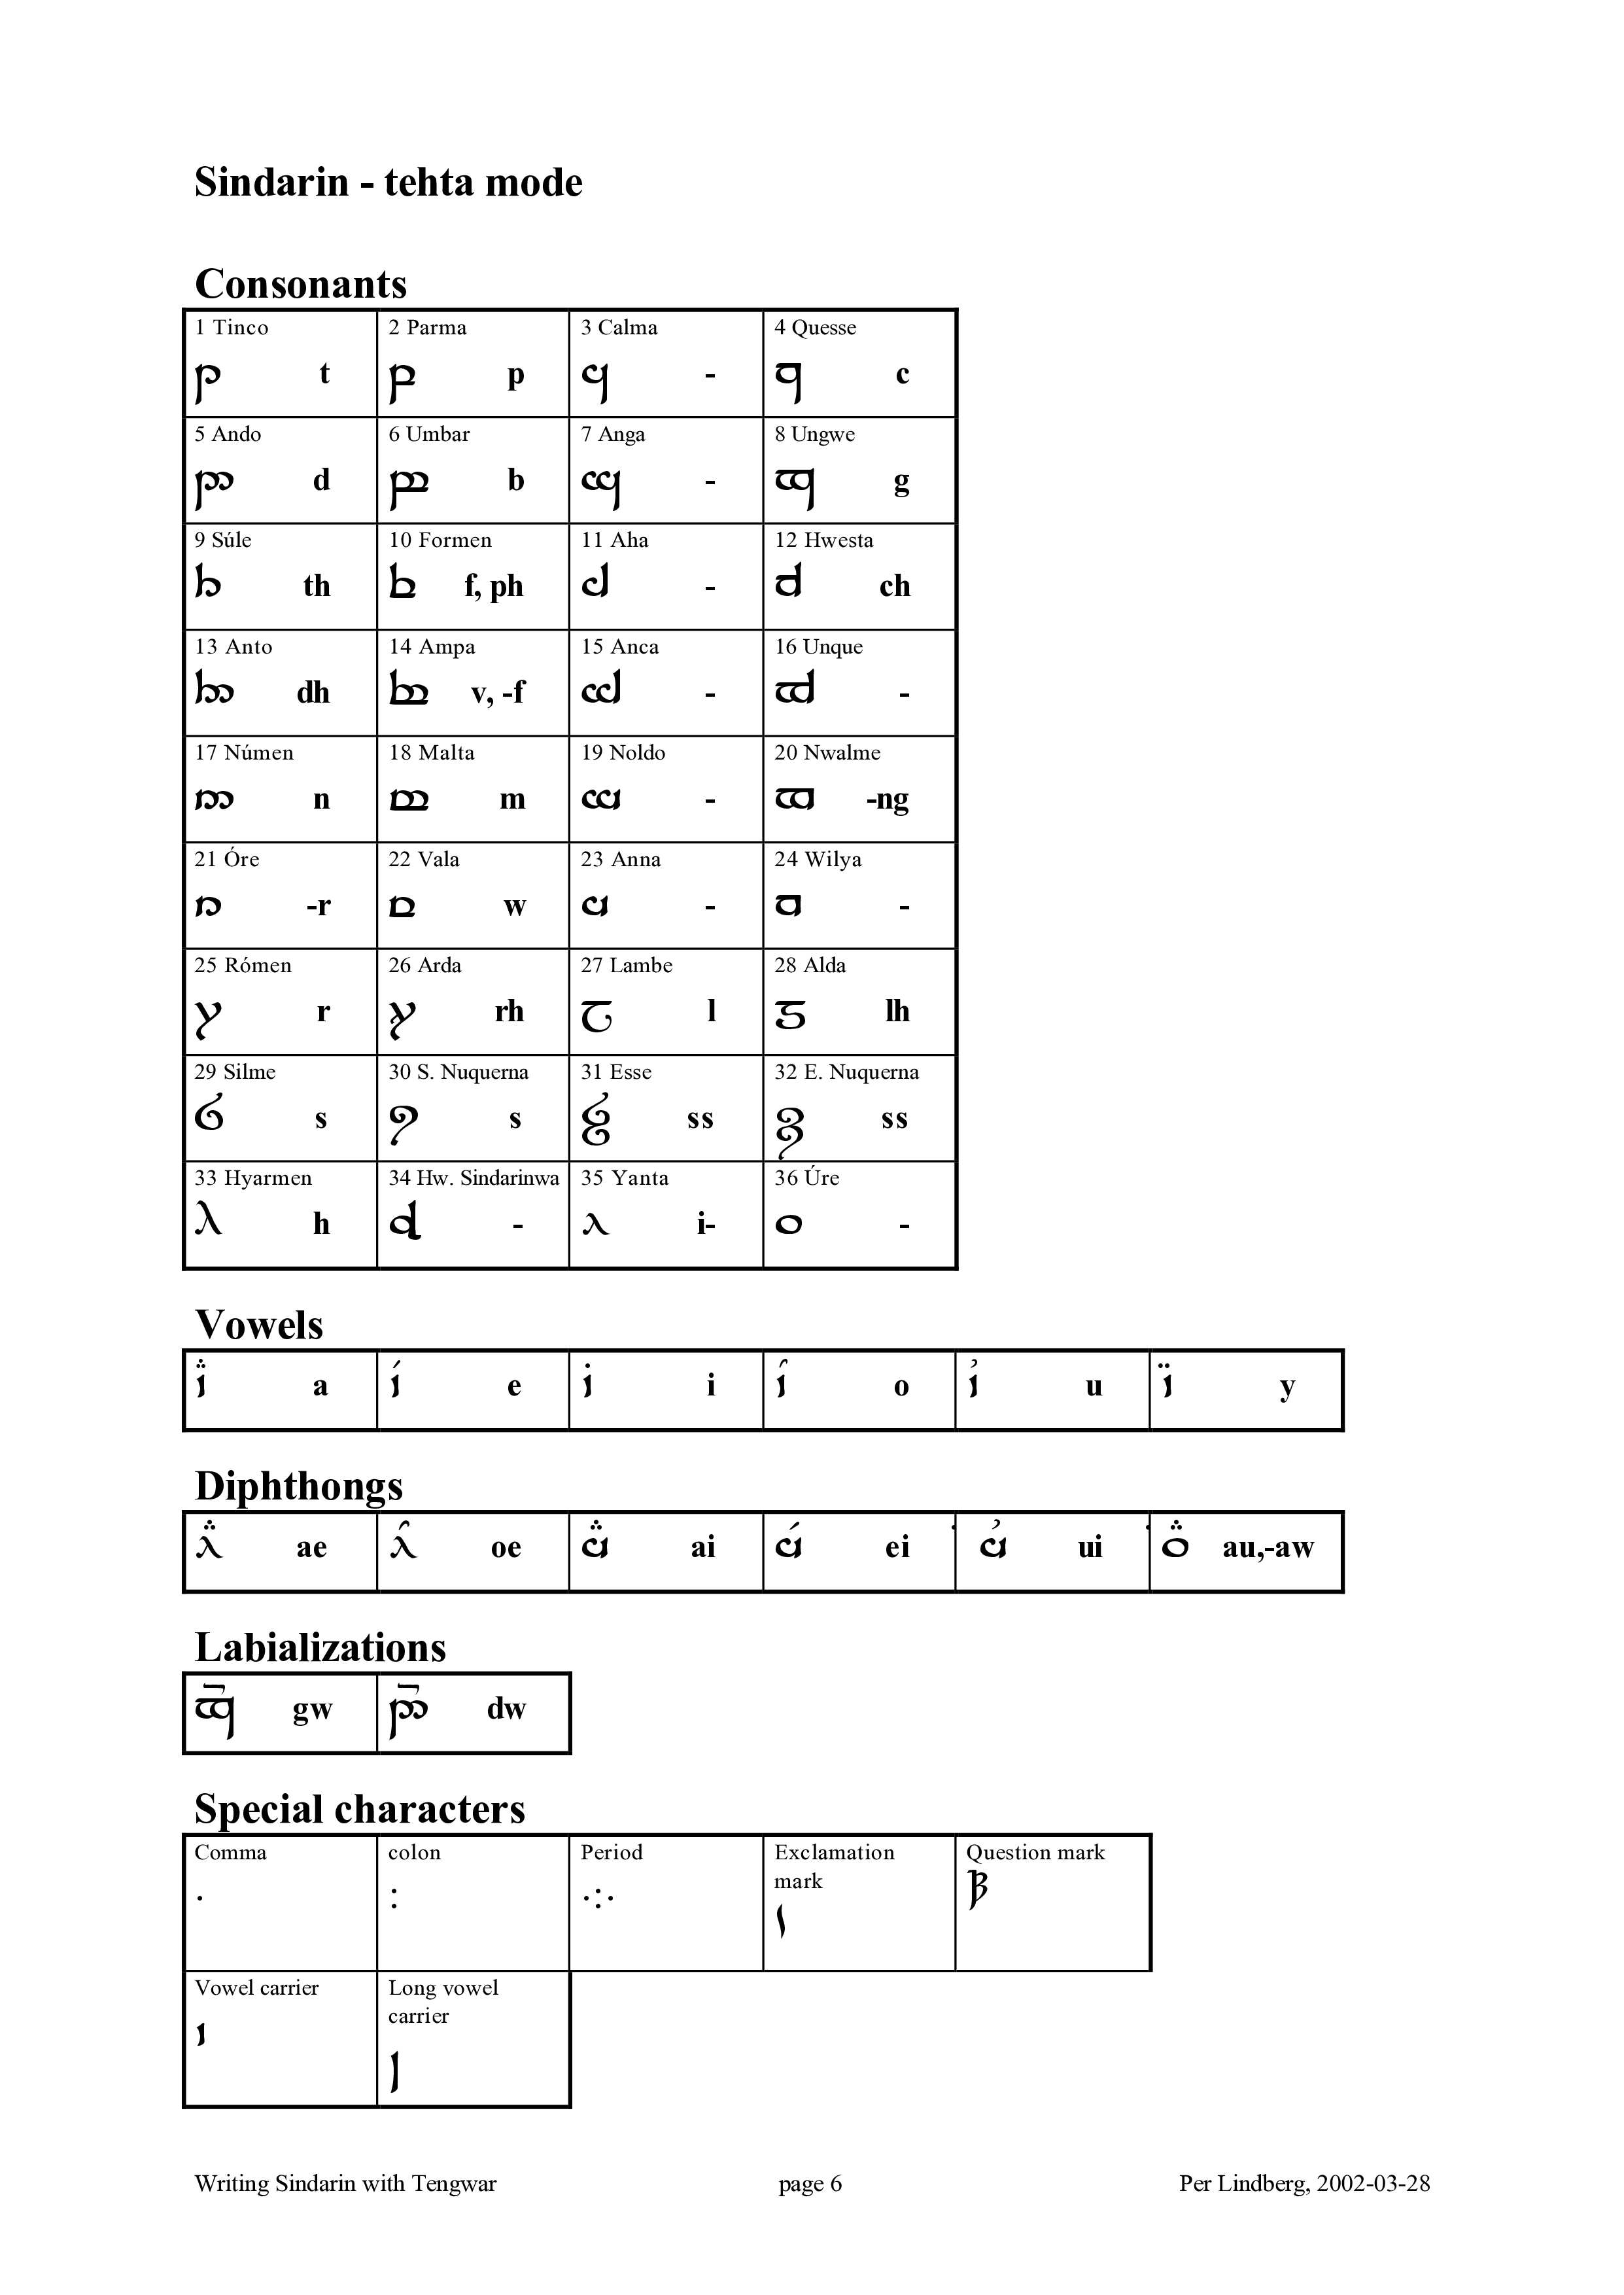 Sindarin - tehta mode
Consonants
1 Tinco 2 Parma 3 Calma 4 Quesse
t p - c
5 Ando 6 Umbar 7 Anga 8 Ungwe
d b - g
9 Súle 10 Formen 11 Aha 12 Hwesta
th f, ph - ch
13 Anto 14 Ampa 15 Anca 16 Unque
dh v, -f - -
17 Númen 18 Malta 19 Noldo 20 Nwalme
n m - -ng
21 Óre 22 Vala 23 Anna 24 Wilya
-r w - -
25 Rómen 26 Arda 27 Lambe 28 Alda
r rh l lh
29 Silme 30 S. Nuquerna 31 Esse 32 E. Nuquerna
s s ss ss
33 Hyarmen 34 Hw. Sindarinwa 35 Yanta 36 Úre
h - i- -
Vowels
a e i o u y
Diphthongs
ae oe ai ei ui au,-aw
Labializations
gw dw
Special characters
Comma colon Period Exclamation mark Question mark
· : ·:·
Vowel carrier Long vowel carrier
Writing Sindarin with Tengwar page 6 Per Lindberg, 2002-03-28